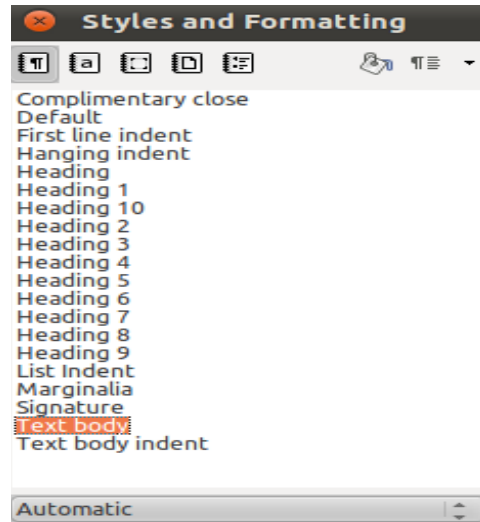 Styles and Formatting
Complimentary close
Default
First line indent
Hanging indent
Heading
Heading 1
Heading 10
Heading 2
Heading 3
Heading 4
Heading 5
Heading 6
Heading 7
Heading 8
Heading 9
List Indent
Marginalia
Signature
Text body
Text body indent
Automatic